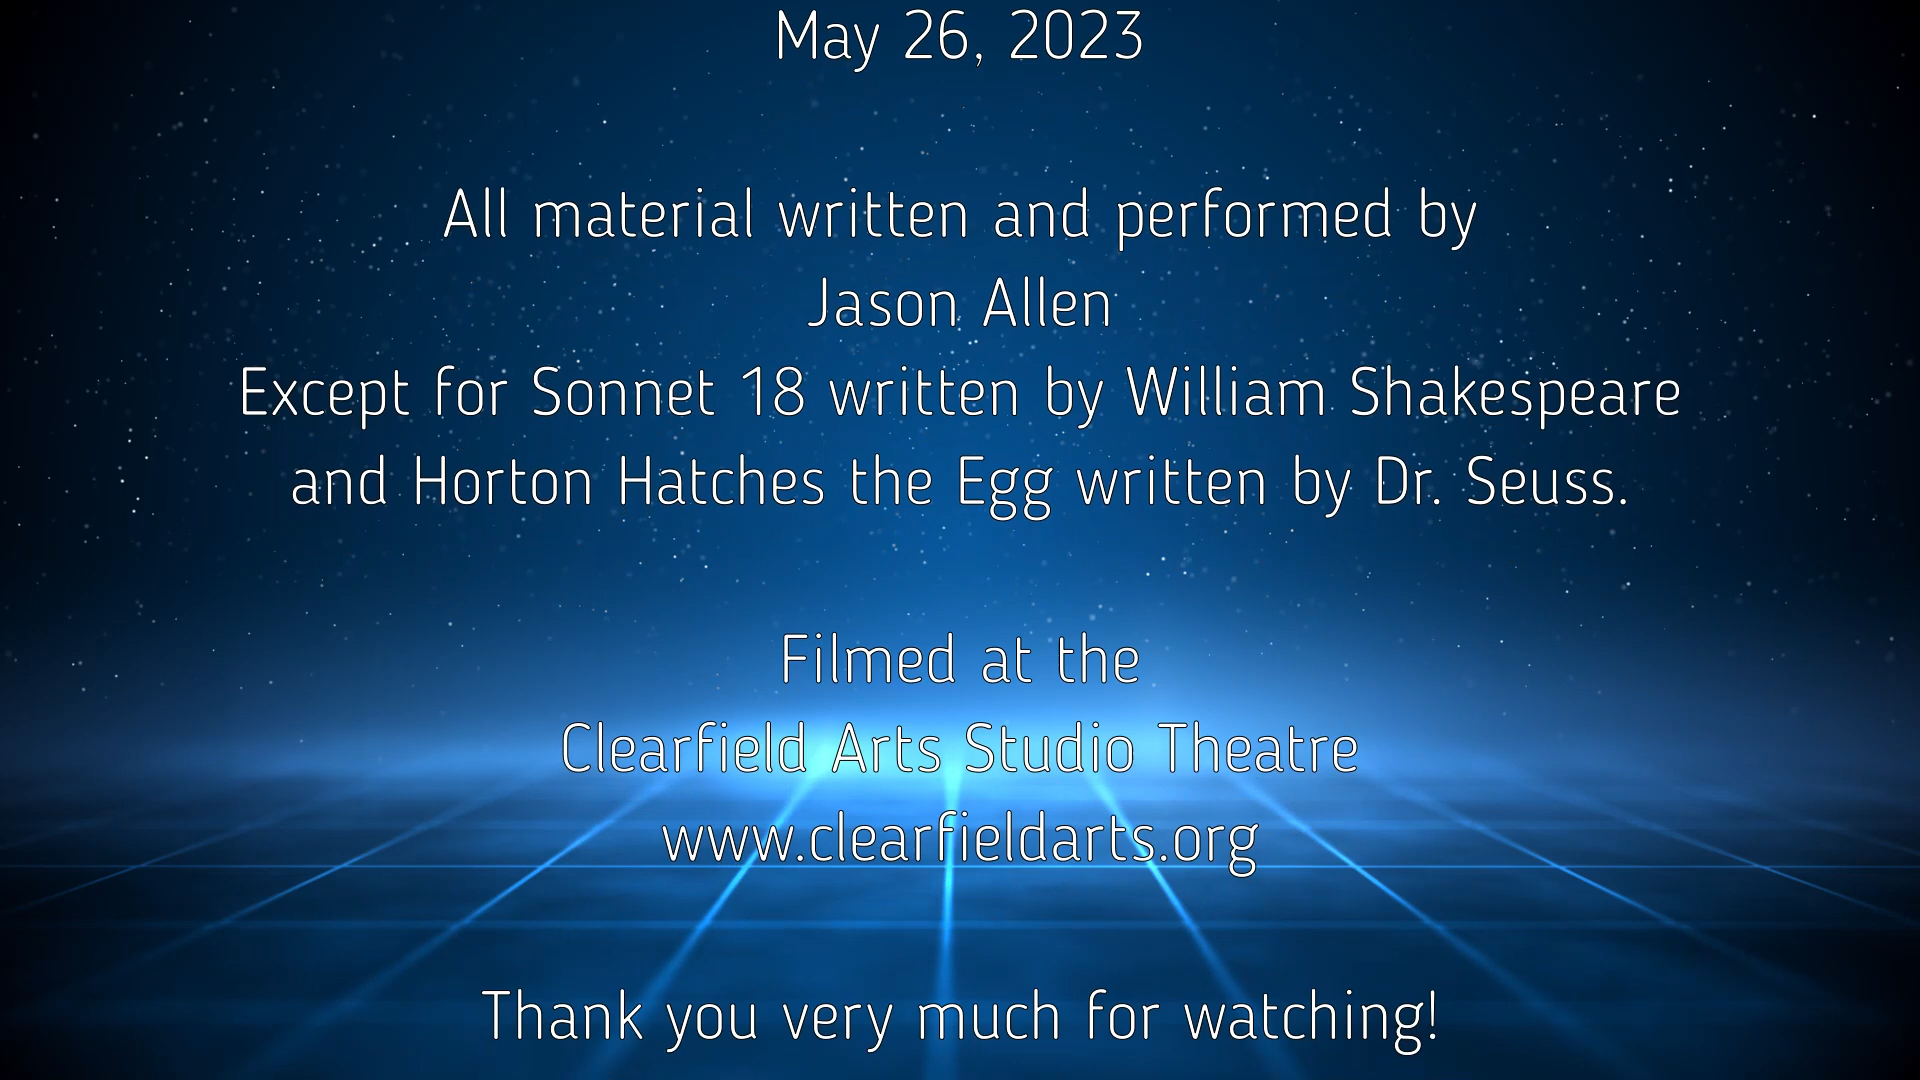 May 26, 2023
All material written and performed by
Jason Allen
Except for Sonnet 18 written by William Shakespeare
and Horton Hatches the Egg written by Dr. Seuss.
Filmed at the
Clearfield Arts Studio Theatre
www.clearfieldarts.org
Thank you very much for watching!